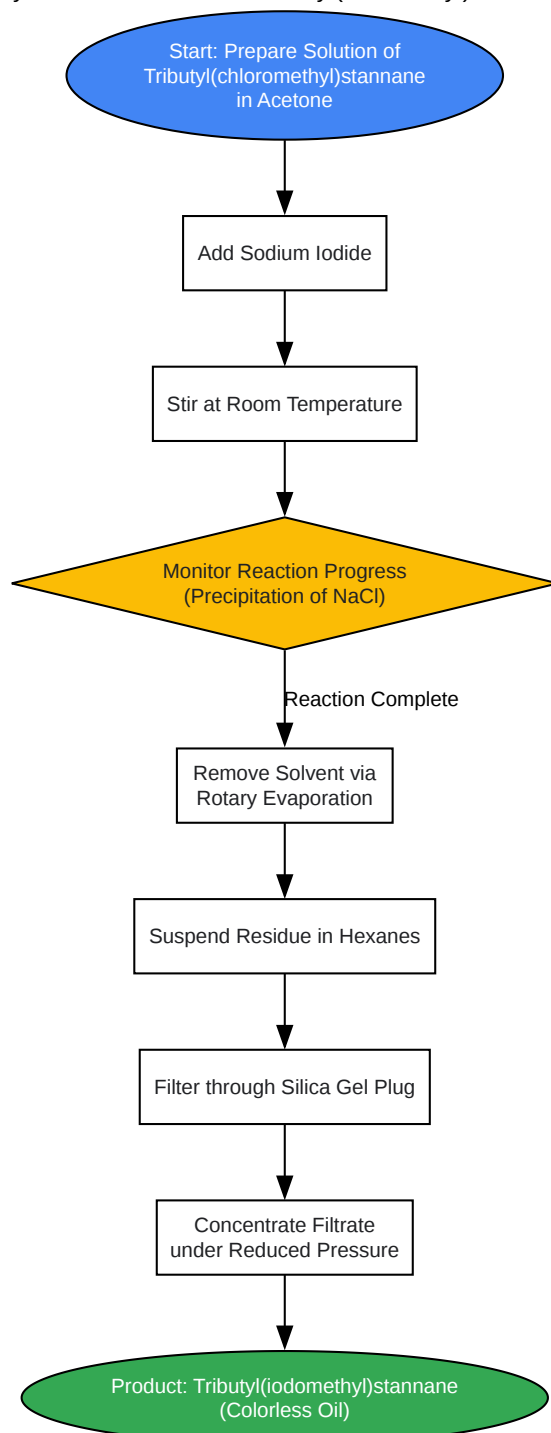 Start: Prepare Solution of
Tributyl(chloromethyl)stannane
in Acetone
Add Sodium Iodide
Stir at Room Temperature
Monitor Reaction Progress
(Precipitation of NaCl)
Reaction Complete
Remove Solvent via
Rotary Evaporation
Suspend Residue in Hexanes
Filter through Silica Gel Plug
Concentrate Filtrate
under Reduced Pressure
Product: Tributyl(iodomethyl)stannane
(Colorless Oil)